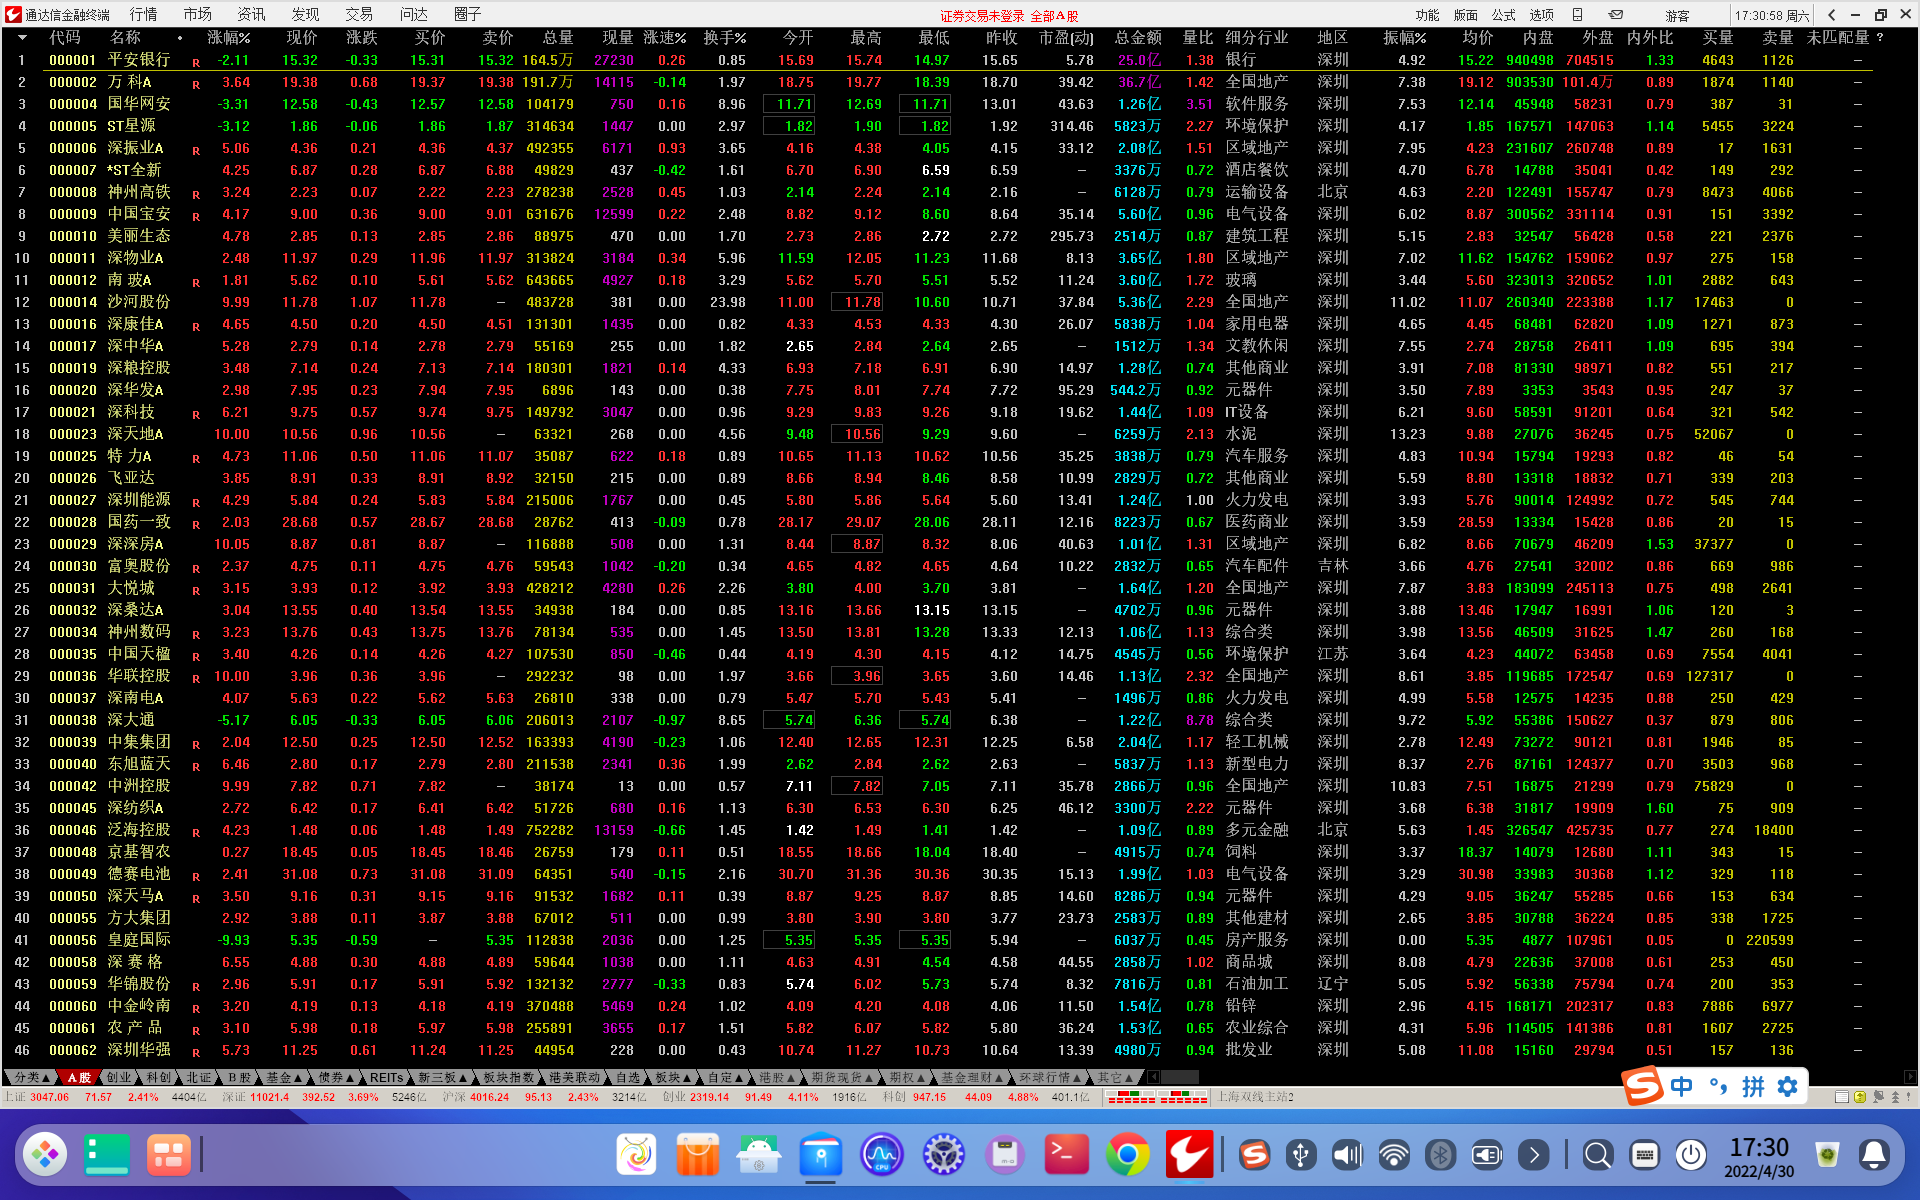 通达信金融终端 行情 市场 资讯 发现 交易 问达 圈子 证券交易未登录 全部A股 功能 版面 公式 选项 游客 17:30:58 周六
代码 名称 涨幅% 现价 涨跌 买价 卖价 总量 现量 涨速% 换手% 今开 最高 最低 昨收 市盈(动) 总金额 量比 细分行业 地区 振幅% 均价 内盘 外盘 内外比 买量 卖量 未匹配量 ?
1 000001 平安银行 R -2.11 15.32 -0.33 15.31 15.32 164.5万 27230 0.26 0.85 15.69 15.74 14.97 15.65 5.78 25.0亿 1.38 银行 深圳 4.92 15.22 940498 704515 1.33 4643 1126 –
2 000002 万 科A R 3.64 19.38 0.68 19.37 19.38 191.7万 14115 -0.14 1.97 18.75 19.77 18.39 18.70 39.42 36.7亿 1.42 全国地产 深圳 7.38 19.12 903530 101.4万 0.89 1874 1140 –
3 000004 国华网安 -3.31 12.58 -0.43 12.57 12.58 104179 750 0.16 8.96 11.71 12.69 11.71 13.01 43.63 1.26亿 3.51 软件服务 深圳 7.53 12.14 45948 58231 0.79 387 31 –
4 000005 ST星源 -3.12 1.86 -0.06 1.86 1.87 314634 1447 0.00 2.97 1.82 1.90 1.82 1.92 314.46 5823万 2.27 环境保护 深圳 4.17 1.85 167571 147063 1.14 5455 3224 –
5 000006 深振业A R 5.06 4.36 0.21 4.36 4.37 492355 6171 0.93 3.65 4.16 4.38 4.05 4.15 33.12 2.08亿 1.51 区域地产 深圳 7.95 4.23 231607 260748 0.89 17 1631 –
6 000007 *ST全新 4.25 6.87 0.28 6.87 6.88 49829 437 -0.42 1.61 6.70 6.90 6.59 6.59 – 3376万 0.72 酒店餐饮 深圳 4.70 6.78 14788 35041 0.42 149 292 –
7 000008 神州高铁 R 3.24 2.23 0.07 2.22 2.23 278238 2528 0.45 1.03 2.14 2.24 2.14 2.16 – 6128万 0.79 运输设备 北京 4.63 2.20 122491 155747 0.79 8473 4066 –
8 000009 中国宝安 R 4.17 9.00 0.36 9.00 9.01 631676 12599 0.22 2.48 8.82 9.12 8.60 8.64 35.14 5.60亿 0.96 电气设备 深圳 6.02 8.87 300562 331114 0.91 151 3392 –
9 000010 美丽生态 4.78 2.85 0.13 2.85 2.86 88975 470 0.00 1.70 2.73 2.86 2.72 2.72 295.73 2514万 0.87 建筑工程 深圳 5.15 2.83 32547 56428 0.58 221 2376 –
10 000011 深物业A 2.48 11.97 0.29 11.96 11.97 313824 3184 0.34 5.96 11.59 12.05 11.23 11.68 8.13 3.65亿 1.80 区域地产 深圳 7.02 11.62 154762 159062 0.97 275 158 –
11 000012 南 玻A R 1.81 5.62 0.10 5.61 5.62 643665 4927 0.18 3.29 5.62 5.70 5.51 5.52 11.24 3.60亿 1.72 玻璃 深圳 3.44 5.60 323013 320652 1.01 2882 643 –
12 000014 沙河股份 9.99 11.78 1.07 11.78 – 483728 381 0.00 23.98 11.00 11.78 10.60 10.71 37.84 5.36亿 2.29 全国地产 深圳 11.02 11.07 260340 223388 1.17 17463 0 –
13 000016 深康佳A R 4.65 4.50 0.20 4.50 4.51 131301 1435 0.00 0.82 4.33 4.53 4.33 4.30 26.07 5838万 1.04 家用电器 深圳 4.65 4.45 68481 62820 1.09 1271 873 –
14 000017 深中华A 5.28 2.79 0.14 2.78 2.79 55169 255 0.00 1.82 2.65 2.84 2.64 2.65 – 1512万 1.34 文教休闲 深圳 7.55 2.74 28758 26411 1.09 695 394 –
15 000019 深粮控股 3.48 7.14 0.24 7.13 7.14 180301 1821 0.14 4.33 6.93 7.18 6.91 6.90 14.97 1.28亿 0.74 其他商业 深圳 3.91 7.08 81330 98971 0.82 551 217 –
16 000020 深华发A 2.98 7.95 0.23 7.94 7.95 6896 143 0.00 0.38 7.75 8.01 7.74 7.72 95.29 544.2万 0.92 元器件 深圳 3.50 7.89 3353 3543 0.95 247 37 –
17 000021 深科技 R 6.21 9.75 0.57 9.74 9.75 149792 3047 0.00 0.96 9.29 9.83 9.26 9.18 19.62 1.44亿 1.09 IT设备 深圳 6.21 9.60 58591 91201 0.64 321 542 –
18 000023 深天地A 10.00 10.56 0.96 10.56 – 63321 268 0.00 4.56 9.48 10.56 9.29 9.60 – 6259万 2.13 水泥 深圳 13.23 9.88 27076 36245 0.75 52067 0 –
19 000025 特 力A R 4.73 11.06 0.50 11.06 11.07 35087 622 0.18 0.89 10.65 11.13 10.62 10.56 35.25 3838万 0.79 汽车服务 深圳 4.83 10.94 15794 19293 0.82 46 54 –
20 000026 飞亚达 3.85 8.91 0.33 8.91 8.92 32150 215 0.00 0.89 8.66 8.94 8.46 8.58 10.99 2829万 0.72 其他商业 深圳 5.59 8.80 13318 18832 0.71 339 203 –
21 000027 深圳能源 R 4.29 5.84 0.24 5.83 5.84 215006 1767 0.00 0.45 5.80 5.86 5.64 5.60 13.41 1.24亿 1.00 火力发电 深圳 3.93 5.76 90014 124992 0.72 545 744 –
22 000028 国药一致 R 2.03 28.68 0.57 28.67 28.68 28762 413 -0.09 0.78 28.17 29.07 28.06 28.11 12.16 8223万 0.67 医药商业 深圳 3.59 28.59 13334 15428 0.86 20 15 –
23 000029 深深房A R 10.05 8.87 0.81 8.87 – 116888 508 0.00 1.31 8.44 8.87 8.32 8.06 40.63 1.01亿 1.31 区域地产 深圳 6.82 8.66 70679 46209 1.53 37377 0 –
24 000030 富奥股份 R 2.37 4.75 0.11 4.75 4.76 59543 1042 -0.20 0.34 4.65 4.82 4.65 4.64 10.22 2832万 0.65 汽车配件 吉林 3.66 4.76 27541 32002 0.86 669 986 –
25 000031 大悦城 R 3.15 3.93 0.12 3.92 3.93 428212 4280 0.26 2.26 3.80 4.00 3.70 3.81 – 1.64亿 1.20 全国地产 深圳 7.87 3.83 183099 245113 0.75 498 2641 –
26 000032 深桑达A 3.04 13.55 0.40 13.54 13.55 34938 184 0.00 0.85 13.16 13.66 13.15 13.15 – 4702万 0.96 元器件 深圳 3.88 13.46 17947 16991 1.06 120 3 –
27 000034 神州数码 R 3.23 13.76 0.43 13.75 13.76 78134 535 0.00 1.45 13.50 13.81 13.28 13.33 12.13 1.06亿 1.13 综合类 深圳 3.98 13.56 46509 31625 1.47 260 168 –
28 000035 中国天楹 R 3.40 4.26 0.14 4.26 4.27 107530 850 -0.46 0.44 4.19 4.30 4.15 4.12 14.75 4545万 0.56 环境保护 江苏 3.64 4.23 44072 63458 0.69 7554 4041 –
29 000036 华联控股 R 10.00 3.96 0.36 3.96 – 292232 98 0.00 1.97 3.66 3.96 3.65 3.60 14.46 1.13亿 2.32 全国地产 深圳 8.61 3.85 119685 172547 0.69 127317 0 –
30 000037 深南电A 4.07 5.63 0.22 5.62 5.63 26810 338 0.00 0.79 5.47 5.70 5.43 5.41 – 1496万 0.86 火力发电 深圳 4.99 5.58 12575 14235 0.88 250 429 –
31 000038 深大通 -5.17 6.05 -0.33 6.05 6.06 206013 2107 -0.97 8.65 5.74 6.36 5.74 6.38 – 1.22亿 8.78 综合类 深圳 9.72 5.92 55386 150627 0.37 879 806 –
32 000039 中集集团 R 2.04 12.50 0.25 12.50 12.52 163393 4190 -0.23 1.06 12.40 12.65 12.31 12.25 6.58 2.04亿 1.17 轻工机械 深圳 2.78 12.49 73272 90121 0.81 1946 85 –
33 000040 东旭蓝天 R 6.46 2.80 0.17 2.79 2.80 211538 2341 0.36 1.99 2.62 2.84 2.62 2.63 – 5837万 1.13 新型电力 深圳 8.37 2.76 87161 124377 0.70 3503 968 –
34 000042 中洲控股 9.99 7.82 0.71 7.82 – 38174 13 0.00 0.57 7.11 7.82 7.05 7.11 35.78 2866万 0.96 全国地产 深圳 10.83 7.51 16875 21299 0.79 75829 0 –
35 000045 深纺织A 2.72 6.42 0.17 6.41 6.42 51726 680 0.16 1.13 6.30 6.53 6.30 6.25 46.12 3300万 2.22 元器件 深圳 3.68 6.38 31817 19909 1.60 75 909 –
36 000046 泛海控股 R 4.23 1.48 0.06 1.48 1.49 752282 13159 -0.66 1.45 1.42 1.49 1.41 1.42 – 1.09亿 0.89 多元金融 北京 5.63 1.45 326547 425735 0.77 274 18400 –
37 000048 京基智农 0.27 18.45 0.05 18.45 18.46 26759 179 0.11 0.51 18.55 18.66 18.04 18.40 – 4915万 0.74 饲料 深圳 3.37 18.37 14079 12680 1.11 343 15 –
38 000049 德赛电池 R 2.41 31.08 0.73 31.08 31.09 64351 540 -0.15 2.16 30.70 31.36 30.36 30.35 15.13 1.99亿 1.03 电气设备 深圳 3.29 30.98 33983 30368 1.12 329 118 –
39 000050 深天马A R 3.50 9.16 0.31 9.15 9.16 91532 1682 0.11 0.39 8.87 9.25 8.87 8.85 14.60 8286万 0.94 元器件 深圳 4.29 9.05 36247 55285 0.66 153 634 –
40 000055 方大集团 2.92 3.88 0.11 3.87 3.88 67012 511 0.00 0.99 3.80 3.90 3.80 3.77 23.73 2583万 0.89 其他建材 深圳 2.65 3.85 30788 36224 0.85 338 1725 –
41 000056 皇庭国际 -9.93 5.35 -0.59 – 5.35 112838 2036 0.00 1.25 5.35 5.35 5.35 5.94 – 6037万 0.45 房产服务 深圳 0.00 5.35 4877 107961 0.05 0 220599 –
42 000058 深 赛 格 6.55 4.88 0.30 4.88 4.89 59644 1038 0.00 1.11 4.63 4.91 4.54 4.58 44.55 2858万 1.02 商品城 深圳 8.08 4.79 22636 37008 0.61 253 450 –
43 000059 华锦股份 R 2.96 5.91 0.17 5.91 5.92 132132 2777 -0.33 0.83 5.74 6.02 5.73 5.74 8.32 7816万 0.81 石油加工 辽宁 5.05 5.92 56338 75794 0.74 200 353 –
44 000060 中金岭南 R 3.20 4.19 0.13 4.18 4.19 370488 5469 0.24 1.02 4.09 4.20 4.08 4.06 11.50 1.54亿 0.78 铅锌 深圳 2.96 4.15 168171 202317 0.83 7886 6977 –
45 000061 农 产 品 R 3.10 5.98 0.18 5.97 5.98 255891 3655 0.17 1.51 5.82 6.07 5.82 5.80 36.24 1.53亿 0.65 农业综合 深圳 4.31 5.96 114505 141386 0.81 1607 2725 –
46 000062 深圳华强 R 5.73 11.25 0.61 11.24 11.25 44954 228 0.00 0.43 10.74 11.27 10.73 10.64 13.39 4980万 0.94 批发业 深圳 5.08 11.08 15160 29794 0.51 157 136 –
分类▲ A股 创业 科创 北证 B股 基金▲ 债券▲ REITs 新三板▲ 板块指数 港美联动 自选 板块▲ 自定▲ 港股▲ 期货现货▲ 期权▲ 基金理财▲ 环球行情▲ 其它▲ 中 拼
上证 3047.06 71.57 2.41% 4404亿 深证 11021.4 392.52 3.69% 5246亿 沪深 4016.24 95.13 2.43% 3214亿 创业 2319.14 91.49 4.11% 1916亿 科创 947.15 44.09 4.88% 401.1亿 上海双线主站2
CPU 17:30
2022/4/30